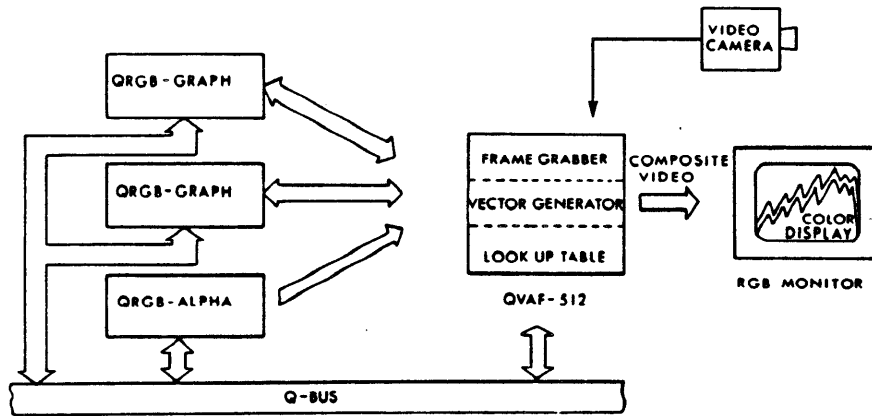 VIDEO
CAMERA
QRGB-GRAPH
QRGB-GRAPH
QRGB-ALPHA
FRAME GRABBER
VECTOR GENERATOR
LOOK UP TABLE
QVAF-512
COMPOSITE
VIDEO
COLOR
DISPLAY
RGB MONITOR
Q-BUS